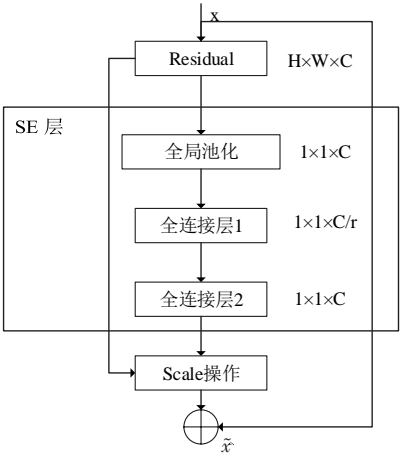 x
Residual H×W×C
SE 层
全局池化 1×1×C
全连接层1 1×1×C/r
全连接层2 1×1×C
Scale操作
x̃